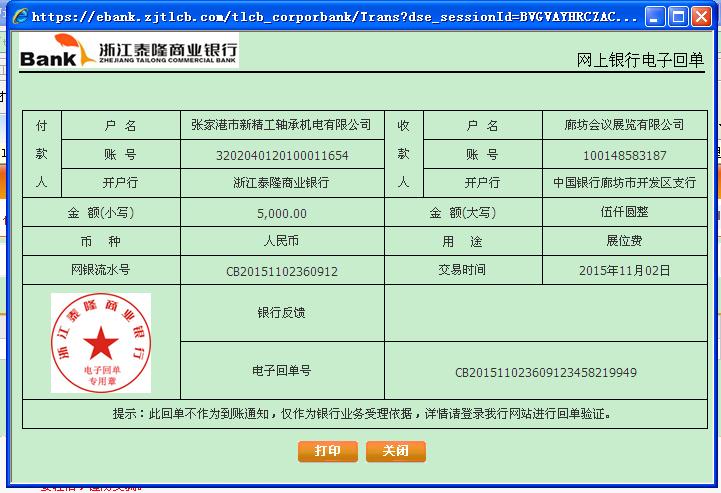 https://ebank.zjtlcb.com/tlcb_corporbank/Trans?dse_sessionId=BVGVAYHRCZAC...
Bank 浙江泰隆商业银行
ZHEJIANG TAILONG COMMERCIAL BANK
网上银行电子回单
付款人 户 名 张家港市新精工轴承机电有限公司 收款人 户 名 廊坊会议展览有限公司
账 号 3202040120100011654 账 号 100148583187
开户行 浙江泰隆商业银行 开户行 中国银行廊坊市开发区支行
金 额(小写) 5,000.00 金 额(大写) 伍仟圆整
币 种 人民币 用 途 展位费
网银流水号 CB20151102360912 交易时间 2015年11月02日
浙江泰隆商业银行
电子回单
专用章
银行反馈
电子回单号 CB201511023609123458219949
提示：此回单不作为到账通知，仅作为银行业务受理依据，详情请登录我行网站进行回单验证。
打印 关闭